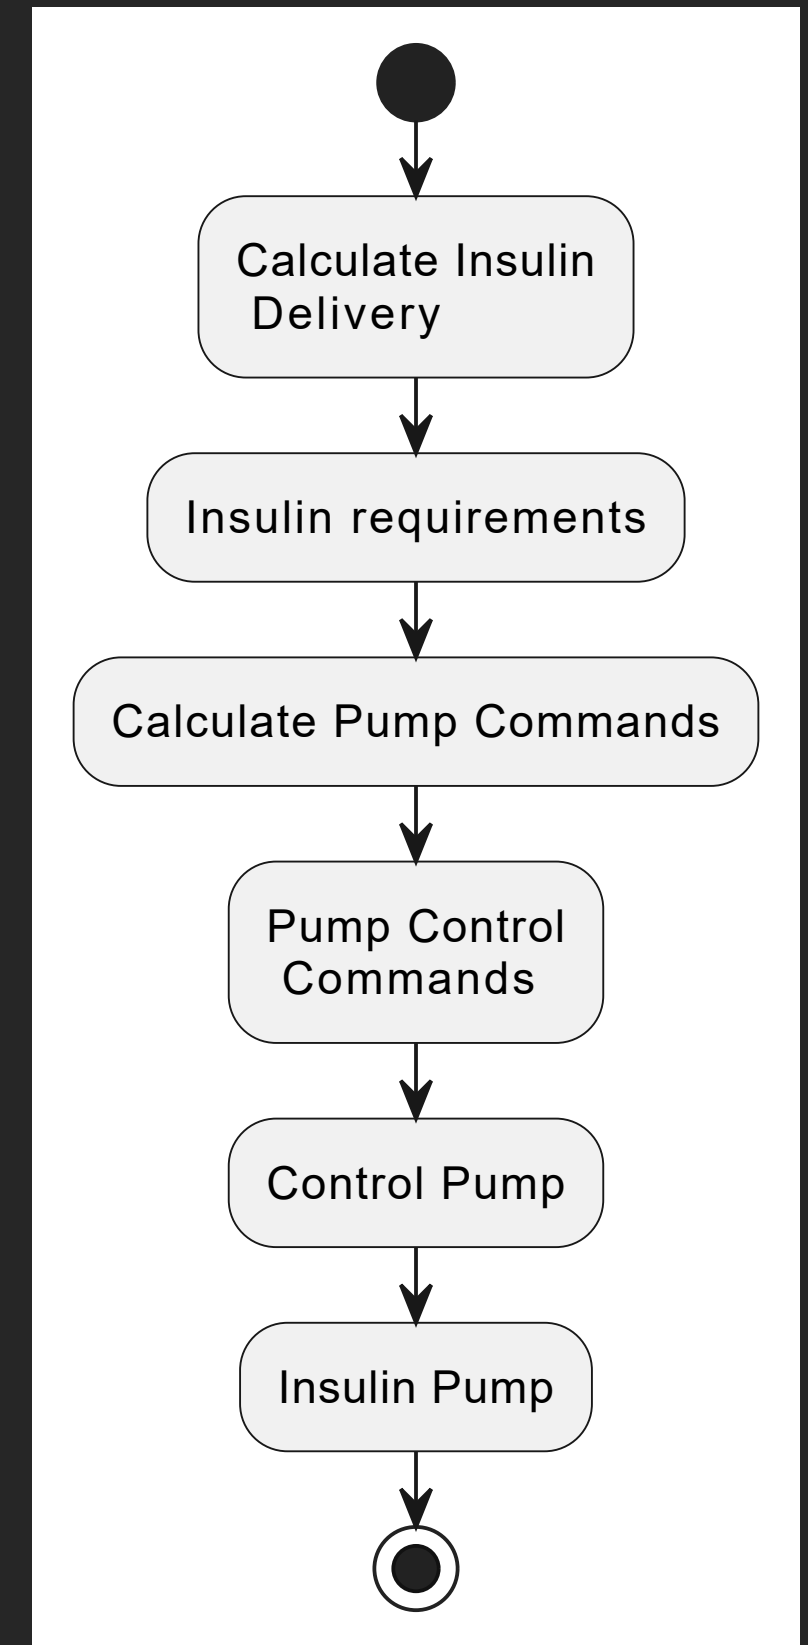 Calculate Insulin
Delivery
Insulin requirements
Calculate Pump Commands
Pump Control
Commands
Control Pump
Insulin Pump